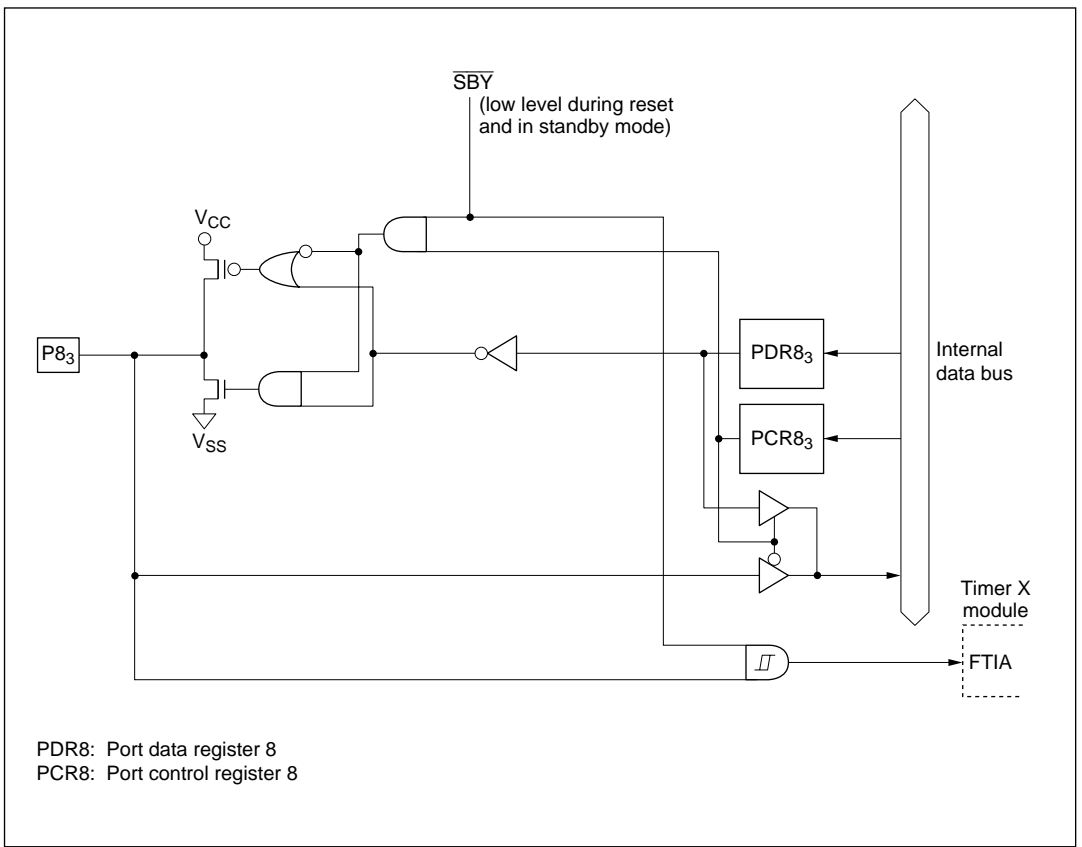 SBY
(low level during reset
and in standby mode)
VCC
P83
VSS
PDR83
PCR83
Internal
data bus
Timer X
module
FTIA
PDR8: Port data register 8
PCR8: Port control register 8